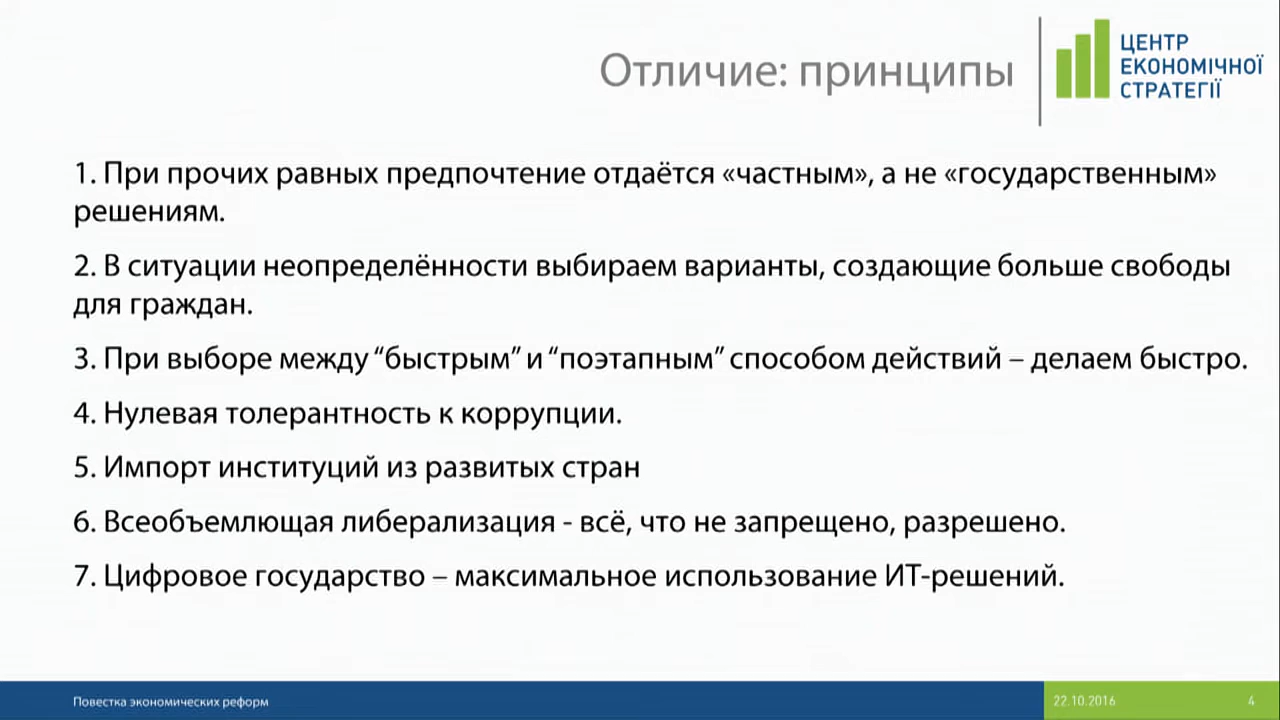 Отличие: принципы
ЦЕНТР
ЕКОНОМІЧНОЇ
СТРАТЕГІЇ
1. При прочих равных предпочтение отдаётся «частным», а не «государственным»
решениям.
2. В ситуации неопределённости выбираем варианты, создающие больше свободы
для граждан.
3. При выборе между “быстрым” и “поэтапным” способом действий – делаем быстро.
4. Нулевая толерантность к коррупции.
5. Импорт институций из развитых стран
6. Всеобъемлющая либерализация - всё, что не запрещено, разрешено.
7. Цифровое государство – максимальное использование ИТ-решений.
Повестка экономических реформ
22.10.2016
4